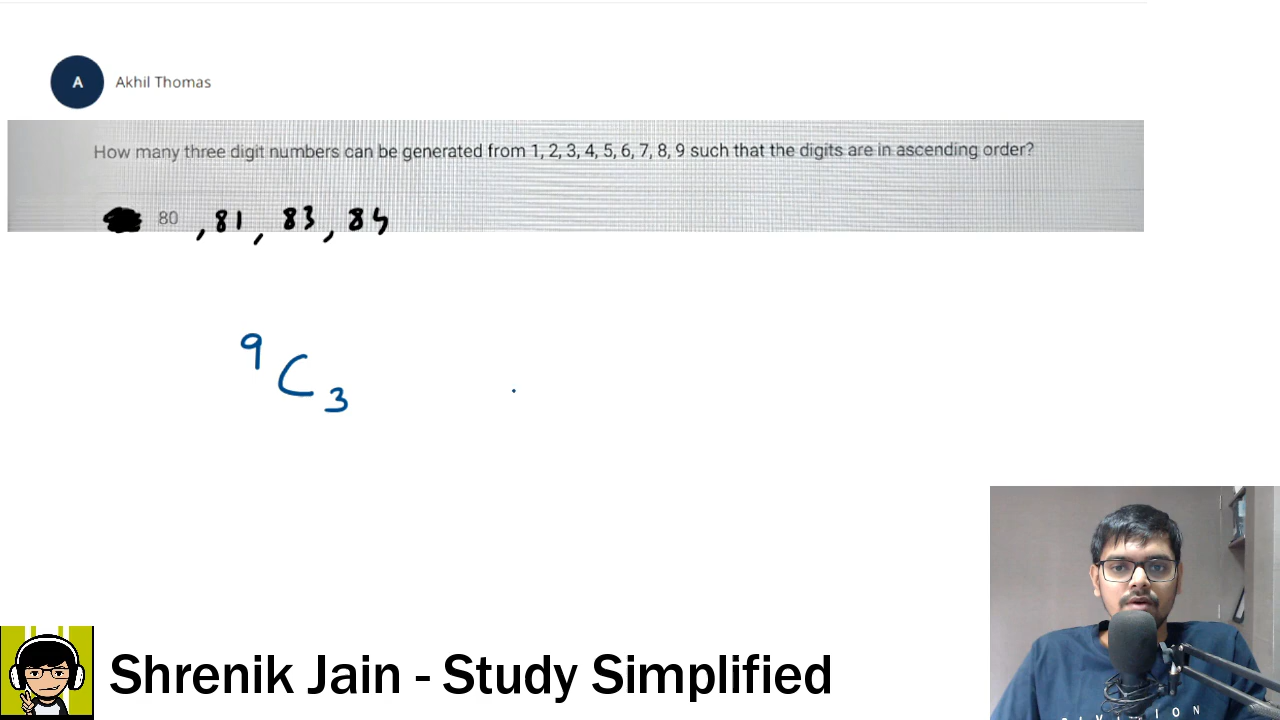 A
Akhil Thomas
How many three digit numbers can be generated from 1, 2, 3, 4, 5, 6, 7, 8, 9 such that the digits are in ascending order?
80 , 81 , 83 , 84
9C3
Shrenik Jain - Study Simplified